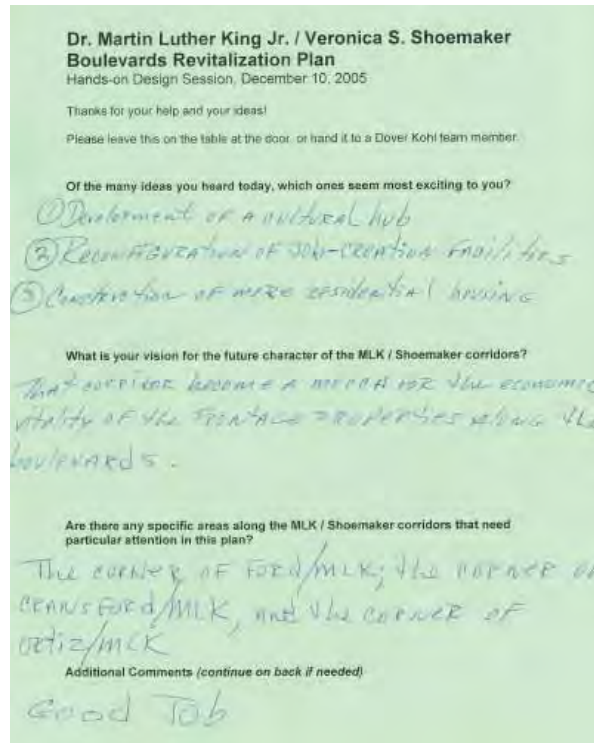 Dr. Martin Luther King Jr. / Veronica S. Shoemaker
Boulevards Revitalization Plan
Hands-on Design Session, December 10, 2005
Thanks for your help and your ideas!
Please leave this on the table at the door, or hand it to a Dover Kohl team member.
Of the many ideas you heard today, which ones seem most exciting to you?
① Development of A cultural hub
② Reconfiguration of Job-Creation Facilities
③ Construction of more residential housing
What is your vision for the future character of the MLK / Shoemaker corridors?
That corridor become A mecca for the economic
vitality of the frontage properties along the
boulevards.
Are there any specific areas along the MLK / Shoemaker corridors that need
particular attention in this plan?
The corner of Ford/MLK; the corner of
Cransford/MLK, and the corner of
Ortiz/MLK
Additional Comments (continue on back if needed)
Good Job